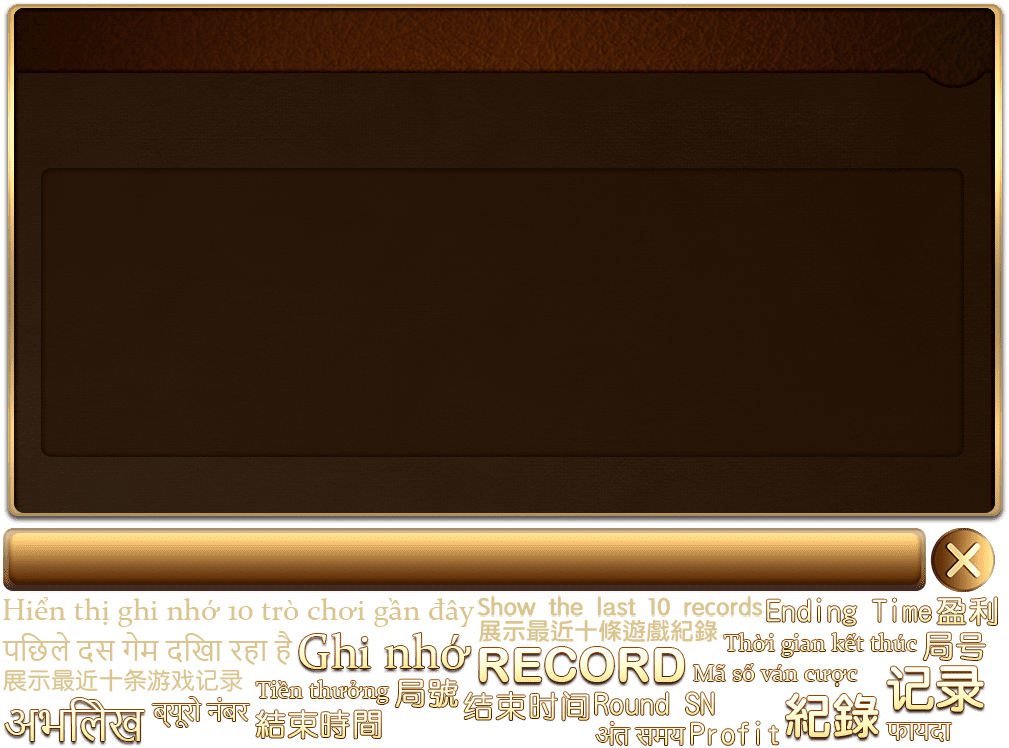 Hiển thị ghi nhớ 10 trò chơi gần đây
Show the last 10 records
Ending Time
盈利
展示最近十條遊戲紀錄
पछिले दस गेम दखिा रहा है
Ghi nhớ
Thời gian kết thúc
局号
RECORD
Mã số ván cược
展示最近十条游戏记录
Tiền thưởng
局號
记录
अभलिेख
ब्यूरो नंबर
結束時間
结束时间
Round SN
紀錄
अंत समय
Profit
फायदा